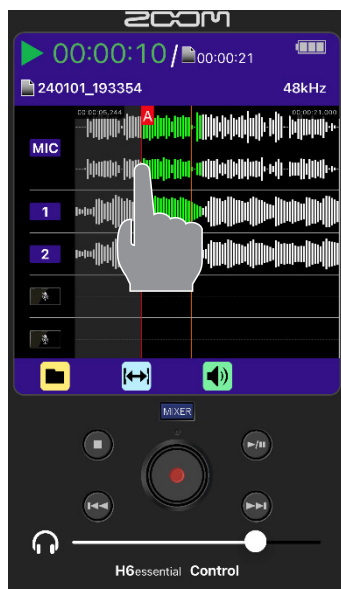 ZOOM
00:00:10/00:00:21
240101_193354 48kHz
00:00:05.244 00:00:21.000
A
MIC
1
2
MIXER
H6essential Control